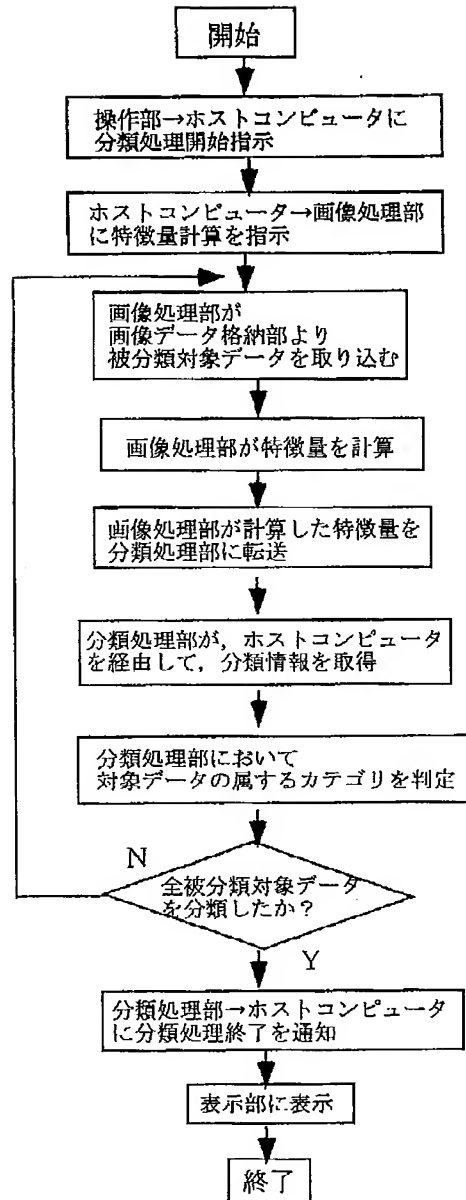 開始
操作部→ホストコンピュータに
分類処理開始指示
ホストコンピュータ→画像処理部
に特徴量計算を指示
画像処理部が
画像データ格納部より
被分類対象データを取り込む
画像処理部が特徴量を計算
画像処理部が計算した特徴量を
分類処理部に転送
分類処理部が，ホストコンピュータ
を経由して，分類情報を取得
分類処理部において
対象データの属するカテゴリを判定
N
全被分類対象データ
を分類したか？
Y
分類処理部→ホストコンピュータ
に分類処理終了を通知
表示部に表示
終了